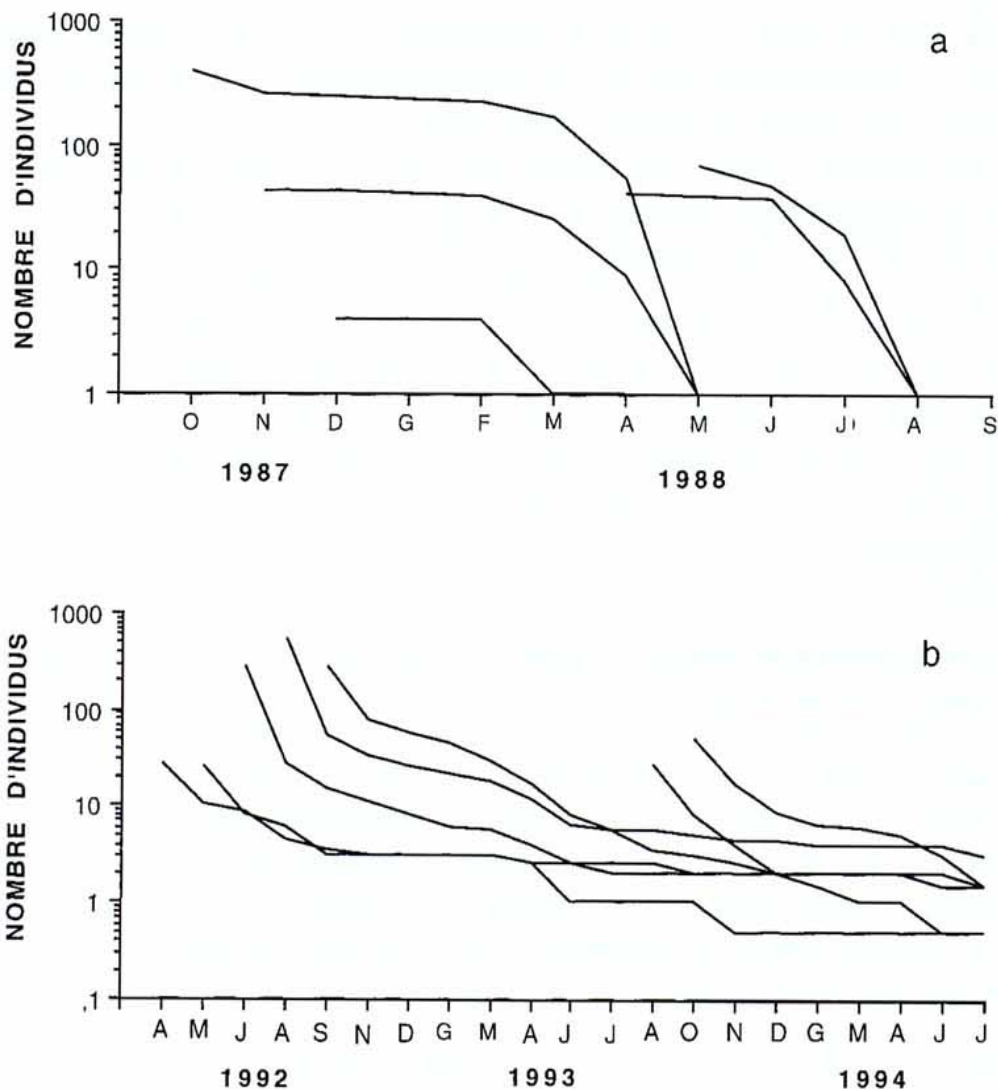 a
NOMBRE D'INDIVIDUS
1000
100
10
1
O N D G F M A M J J) A S
1987 1988
b
NOMBRE D'INDIVIDUS
1000
100
10
1
,1
A M J A S N D G M A J J A O N D G M A J J
1992 1993 1994